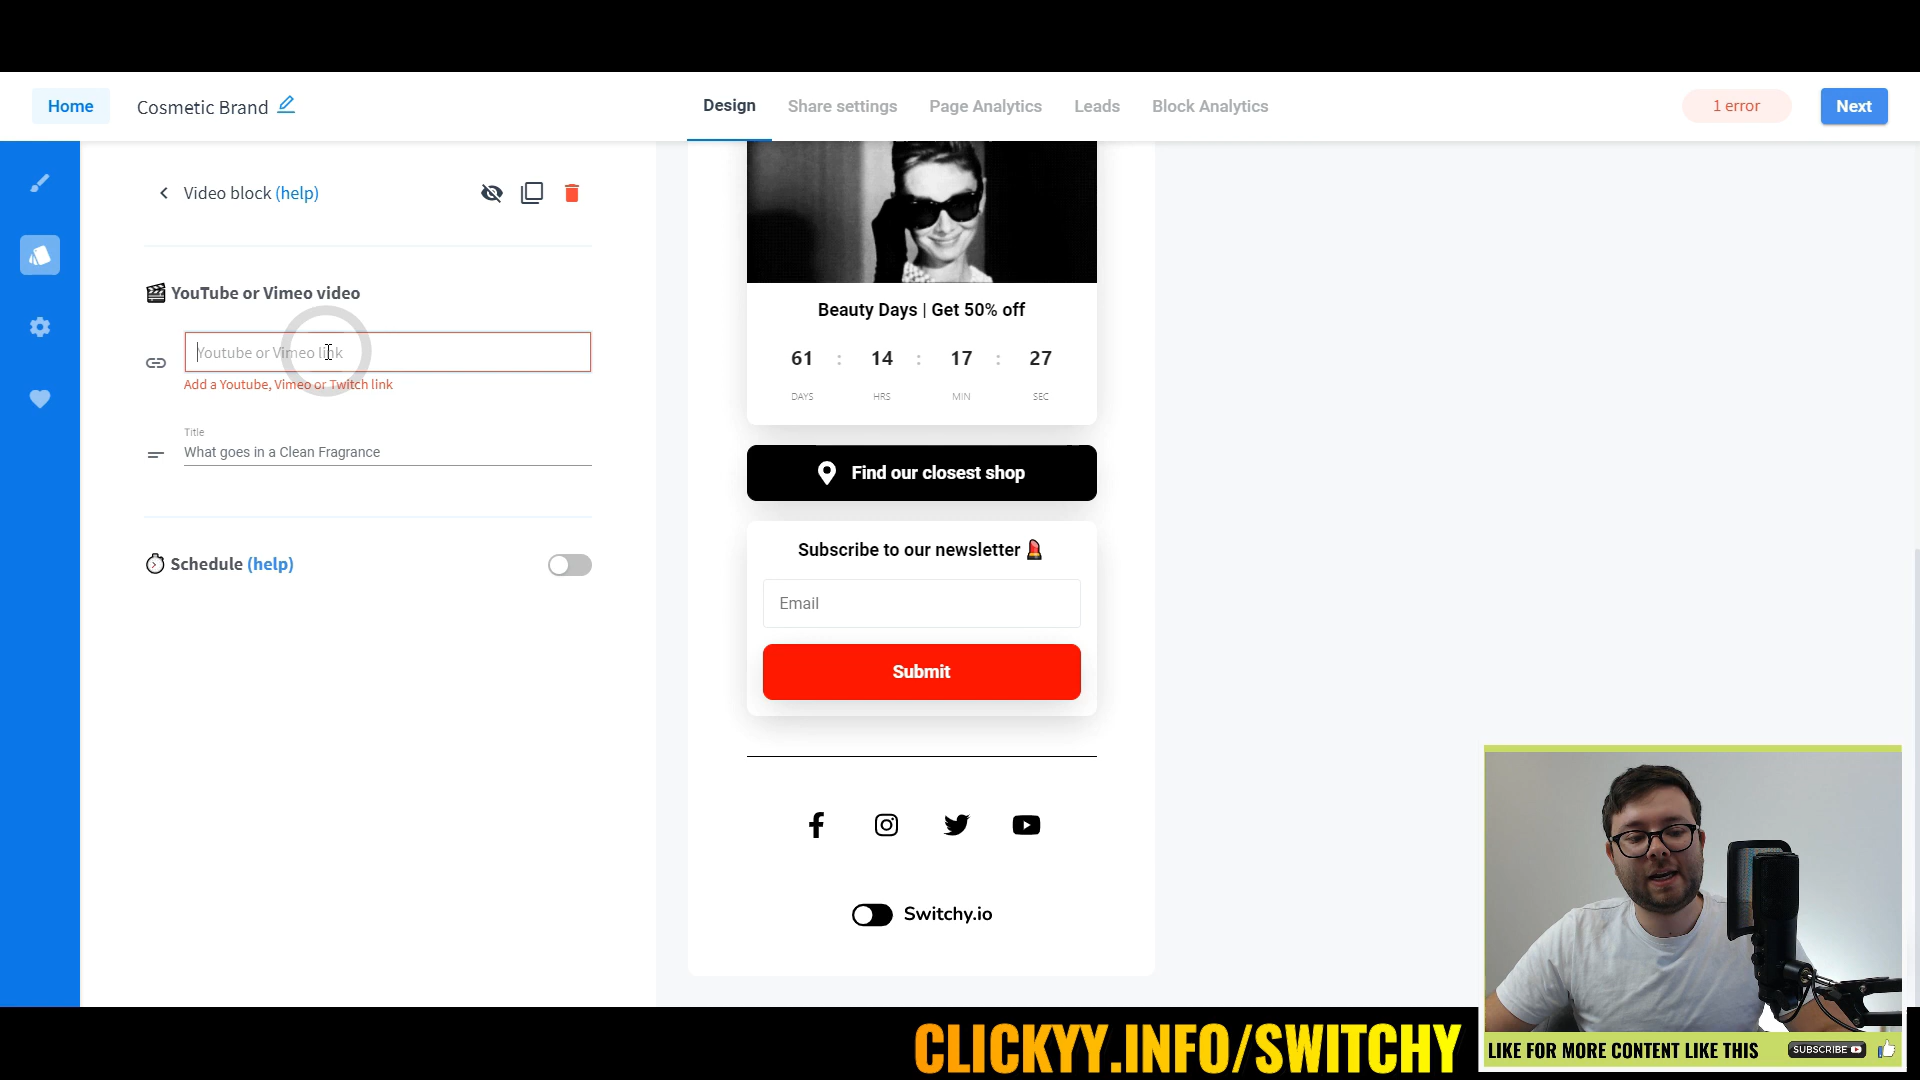 Home
Cosmetic Brand
Design
Share settings
Page Analytics
Leads
Block Analytics
1 error
Next
Video block (help)
YouTube or Vimeo video
Youtube or Vimeo link
Add a Youtube, Vimeo or Twitch link
Title
What goes in a Clean Fragrance
Schedule (help)
Beauty Days | Get 50% off
61 : 14 : 17 : 27
DAYS HRS MIN SEC
Find our closest shop
Subscribe to our newsletter
Email
Submit
Switchy.io
CLICKYY.INFO/SWITCHY
LIKE FOR MORE CONTENT LIKE THIS
SUBSCRIBE